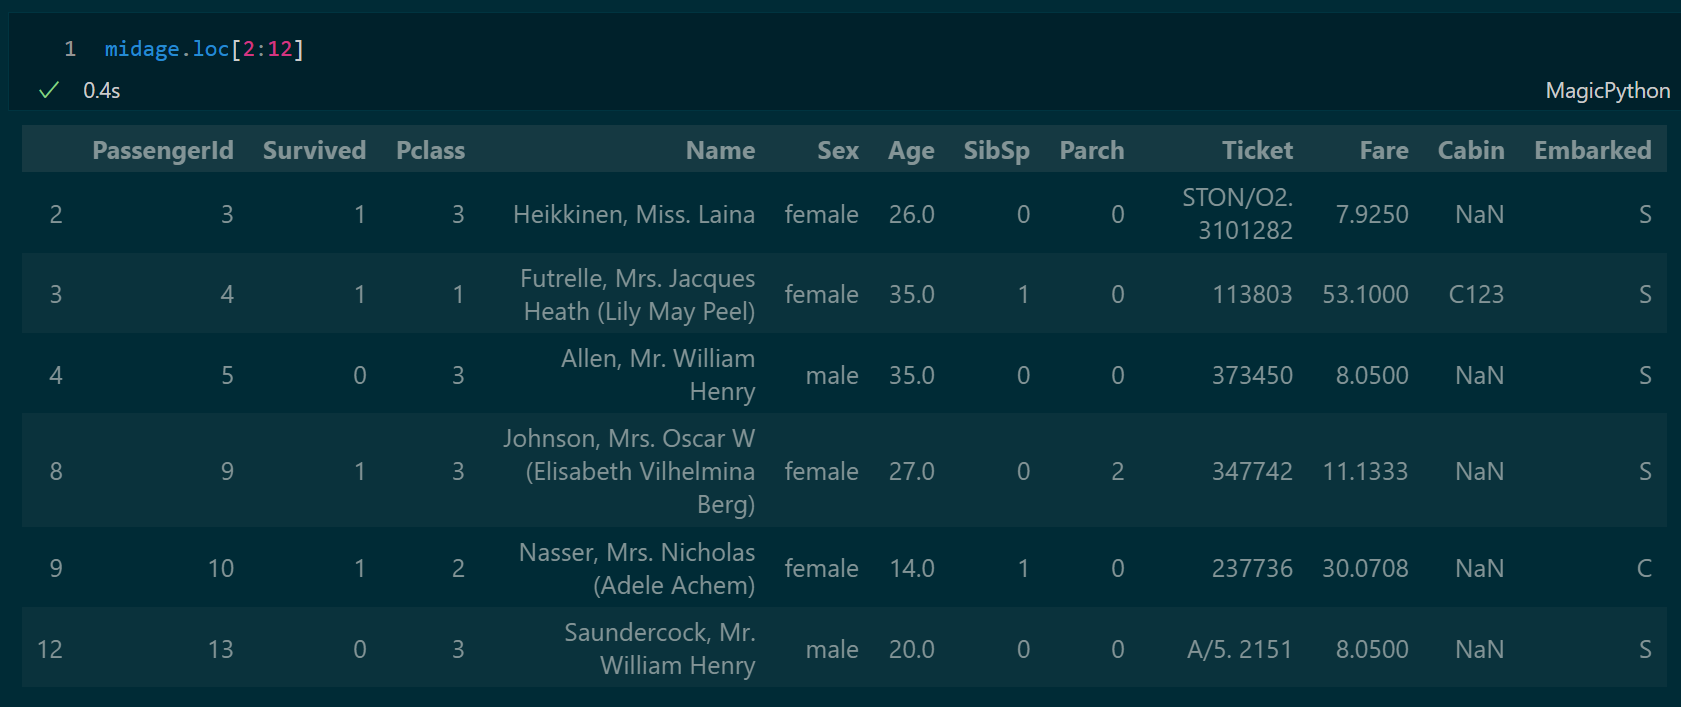 1 midage.loc[2:12]
0.4s
MagicPython
PassengerId Survived Pclass Name Sex Age SibSp Parch Ticket Fare Cabin Embarked
2 3 1 3 Heikkinen, Miss. Laina female 26.0 0 0 STON/O2. 3101282 7.9250 NaN S
3 4 1 1 Futrelle, Mrs. Jacques Heath (Lily May Peel) female 35.0 1 0 113803 53.1000 C123 S
4 5 0 3 Allen, Mr. William Henry male 35.0 0 0 373450 8.0500 NaN S
8 9 1 3 Johnson, Mrs. Oscar W (Elisabeth Vilhelmina Berg) female 27.0 0 2 347742 11.1333 NaN S
9 10 1 2 Nasser, Mrs. Nicholas (Adele Achem) female 14.0 1 0 237736 30.0708 NaN C
12 13 0 3 Saundercock, Mr. William Henry male 20.0 0 0 A/5. 2151 8.0500 NaN S